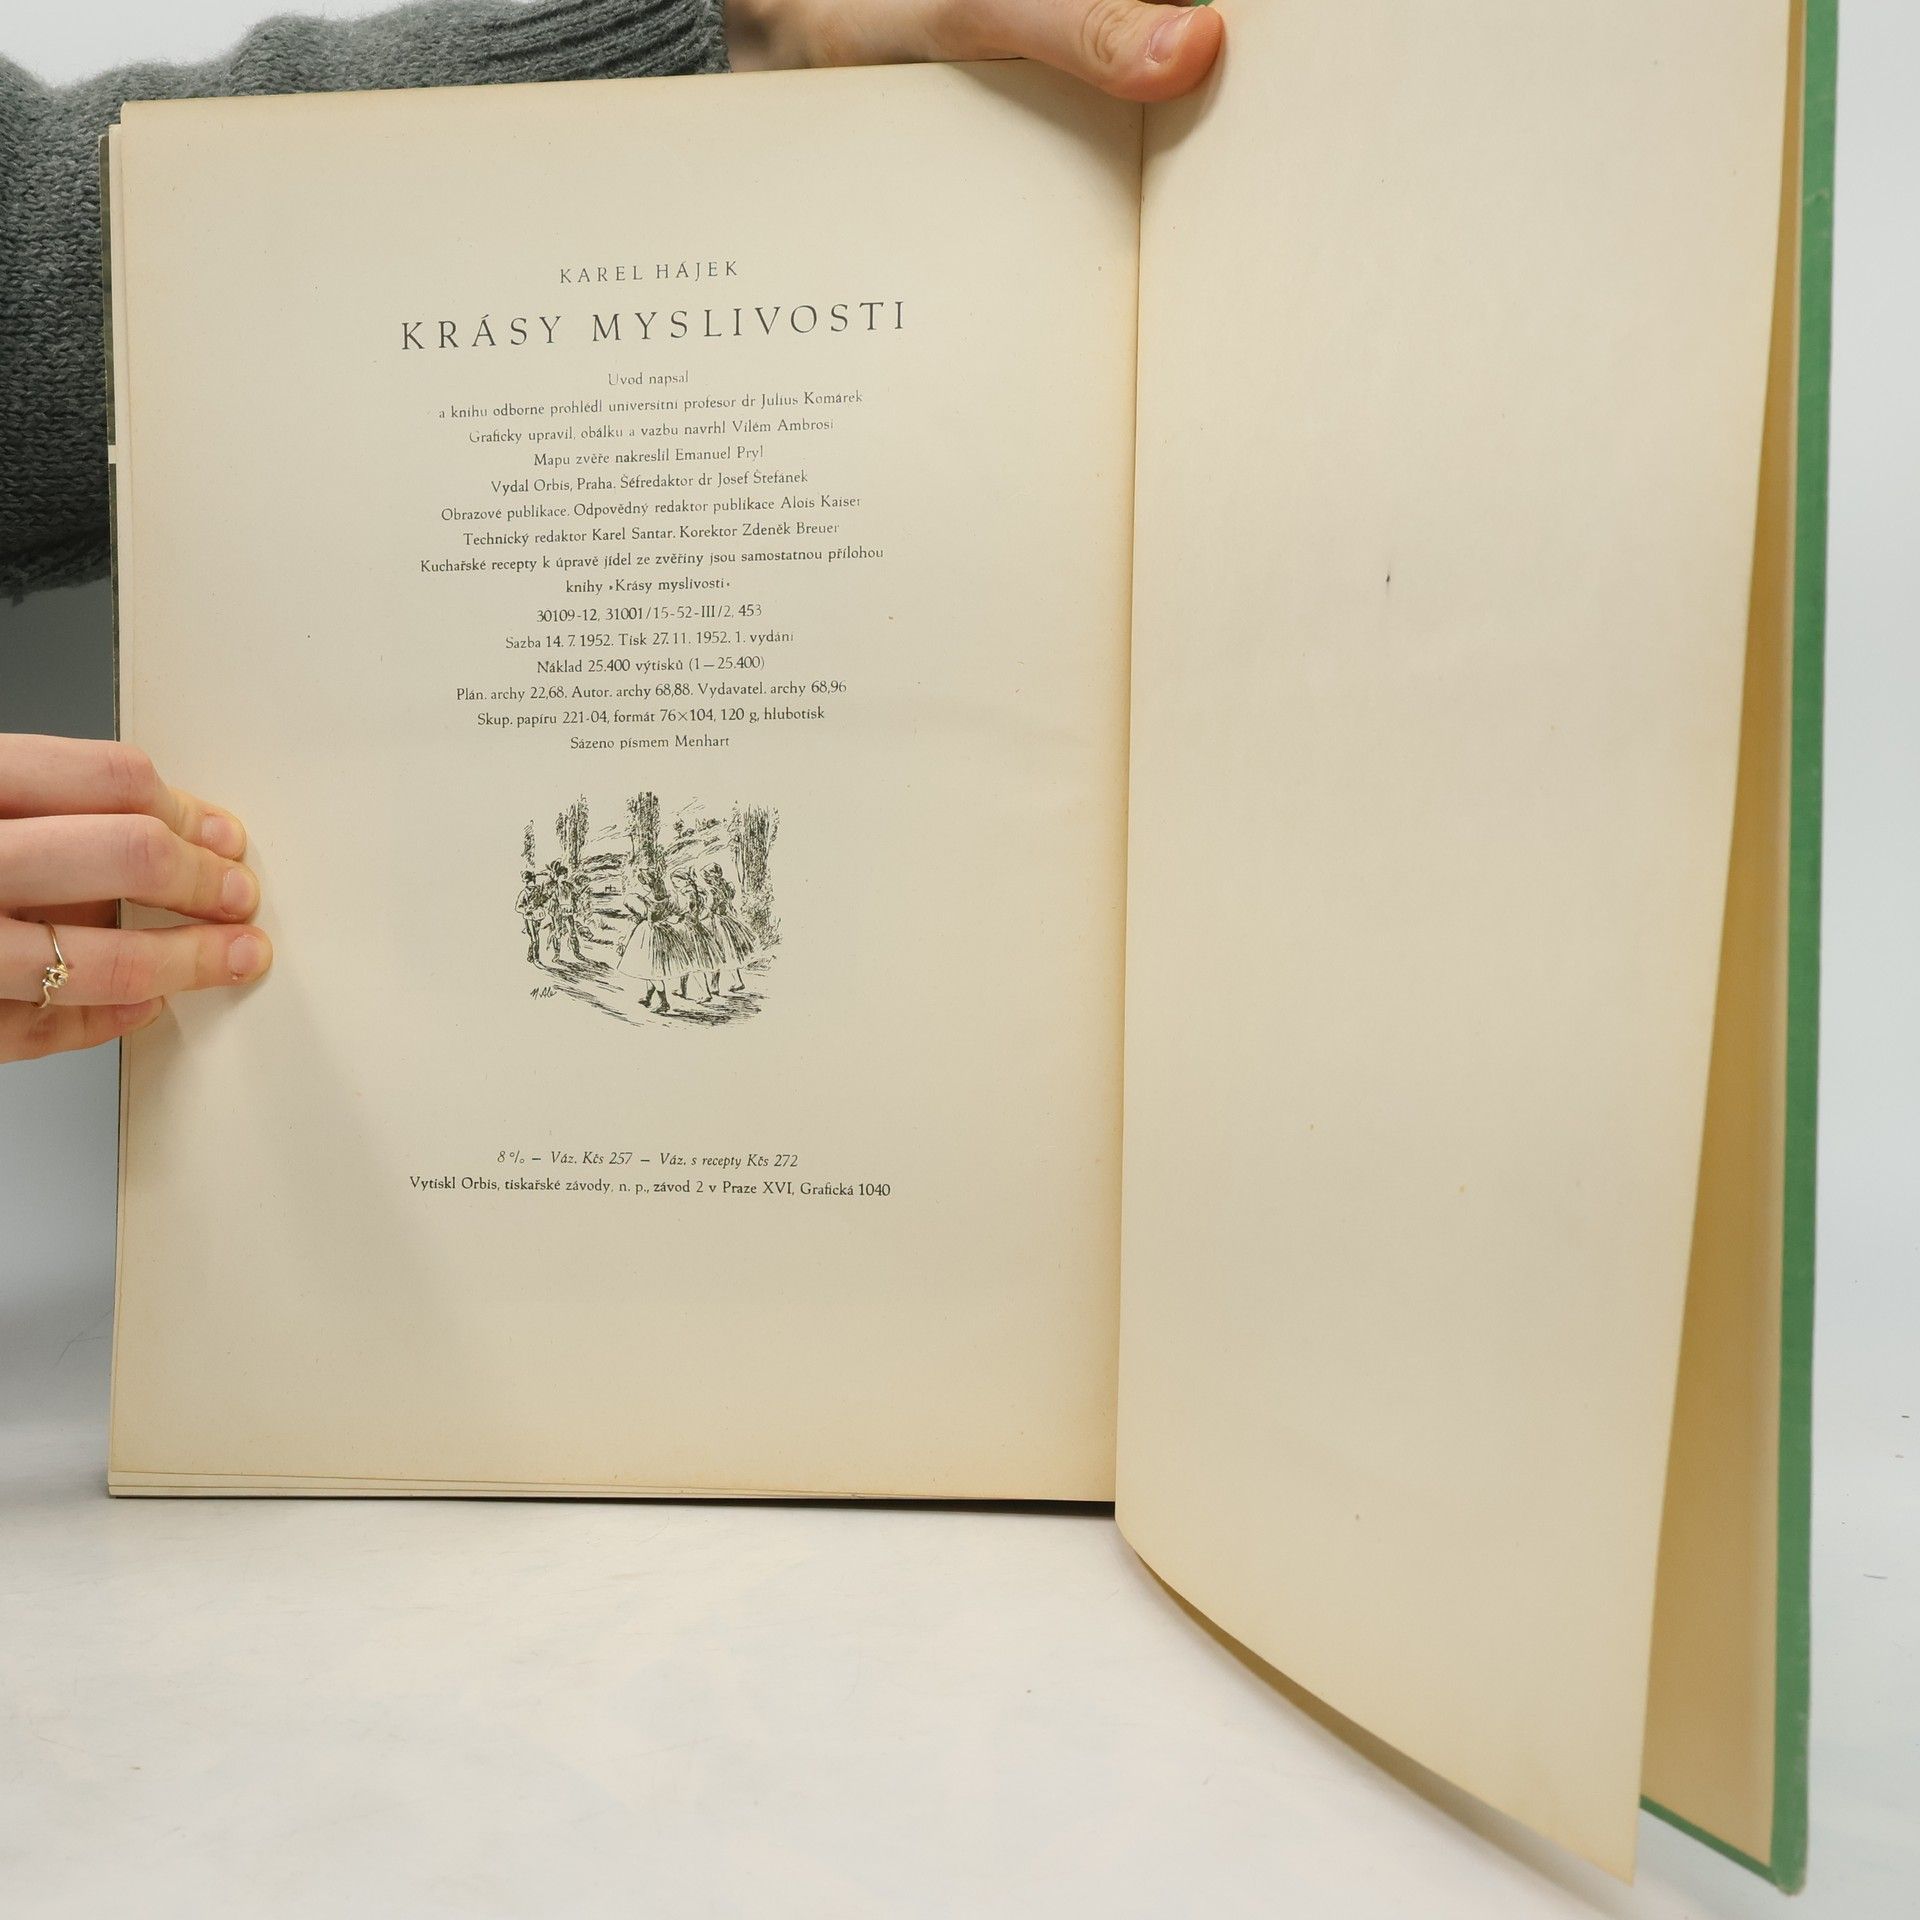 KAREL HÁJEK
KRÁSY MYSLIVOSTI
Úvod napsal
a knihu odborně prohlédl universitní profesor dr Julius Komárek
Graficky upravil, obálku a vazbu navrhl Vilém Ambrosi
Mapu zvěře nakreslil Emanuel Pryl
Vydal Orbis, Praha. Šéfredaktor dr Josef Štefánek
Obrazové publikace. Odpovědný redaktor publikace Alois Kaiser
Technický redaktor Karel Santar. Korektor Zdeněk Breuer
Kuchařské recepty k úpravě jídel ze zvěřiny jsou samostatnou přílohou
knihy »Krásy myslivosti«
30109-12, 31001/15-52-III/2, 453
Sazba 14. 7. 1952. Tisk 27. 11. 1952. 1. vydání
Náklad 25.400 výtisků (1—25.400)
Plán. archy 22,68. Autor. archy 68,88. Vydavatel. archy 68,96
Skup. papíru 221-04, formát 76×104, 120 g, hlubotisk
Sázeno písmem Menhart
M. Aleš
8 % — Váz. Kčs 257 — Váz. s recepty Kčs 272
Vytiskl Orbis, tiskařské závody, n. p., závod 2 v Praze XVI, Grafická 1040